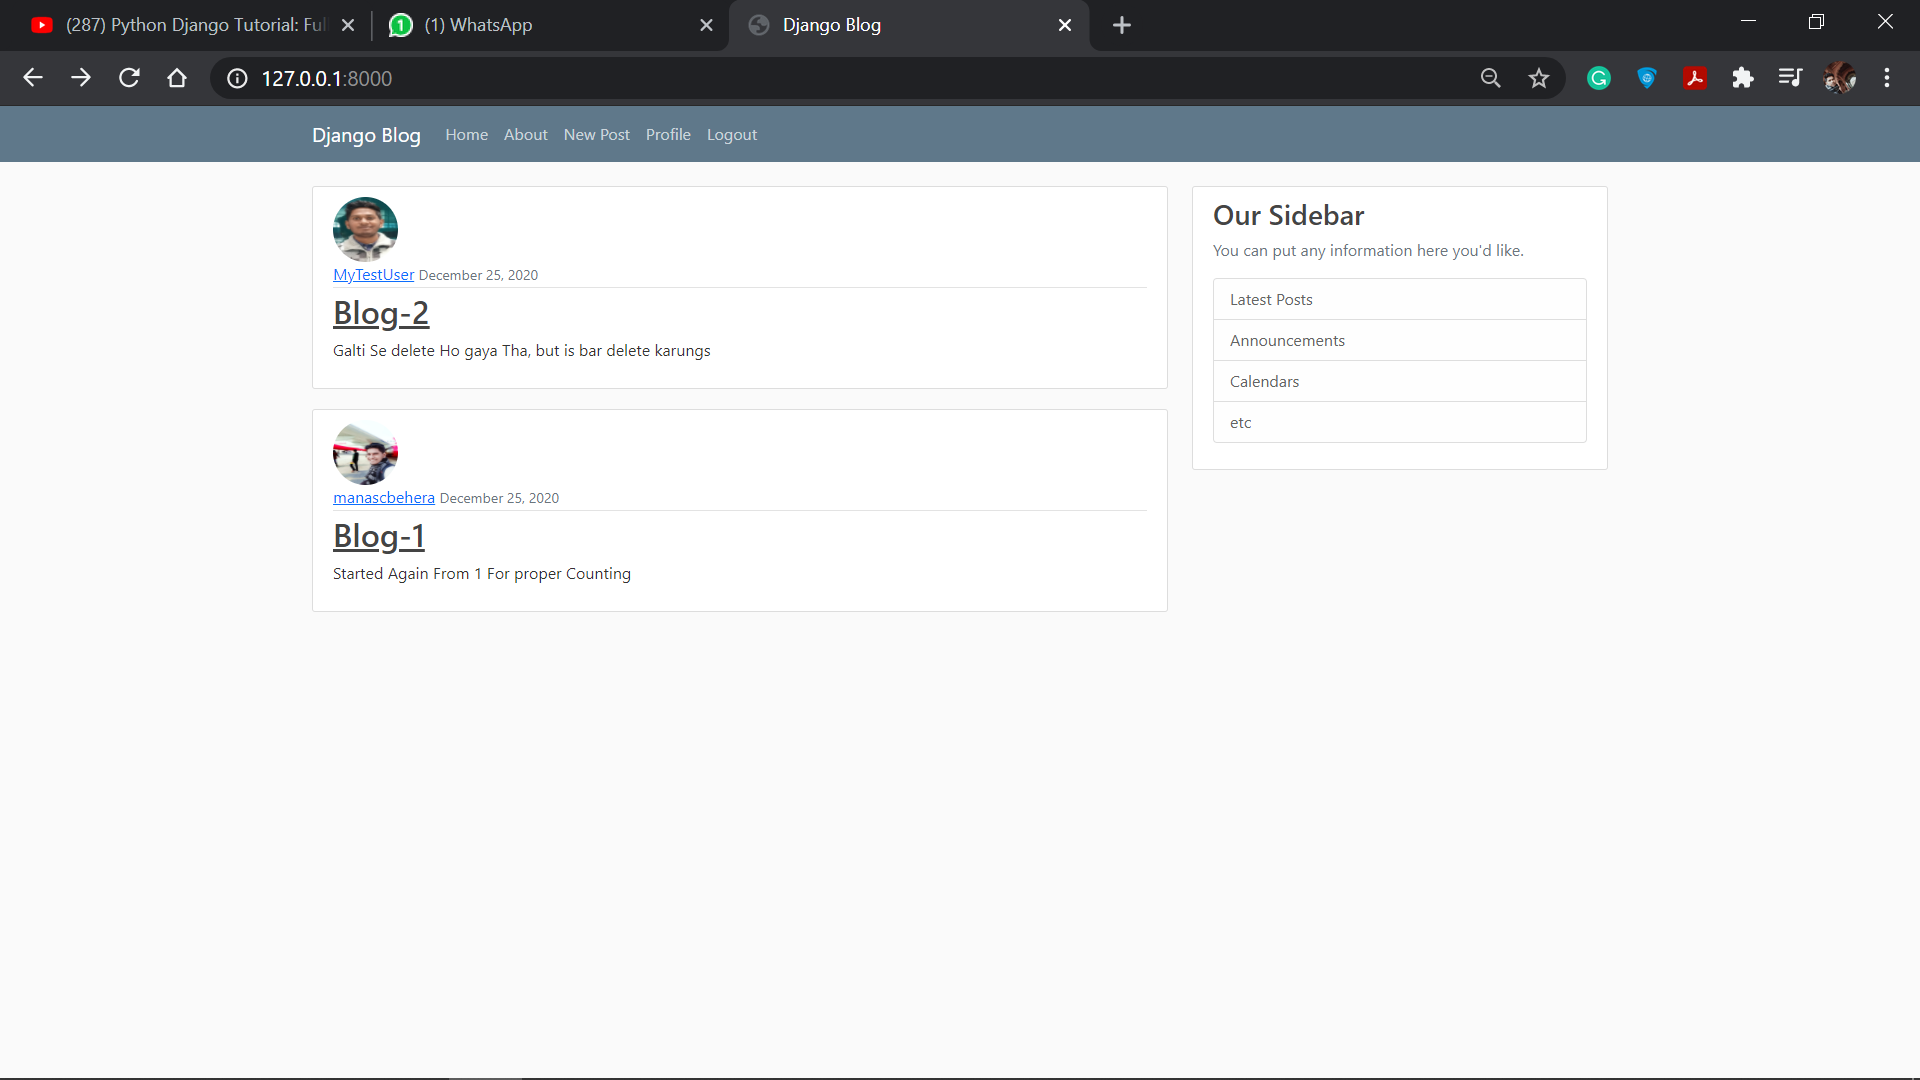 (287) Python Django Tutorial: Ful
(1) WhatsApp
Django Blog
127.0.0.1:8000
Django Blog Home About New Post Profile Logout
MyTestUser December 25, 2020
Blog-2
Galti Se delete Ho gaya Tha, but is bar delete karungs
manascbehera December 25, 2020
Blog-1
Started Again From 1 For proper Counting
Our Sidebar
You can put any information here you'd like.
Latest Posts
Announcements
Calendars
etc